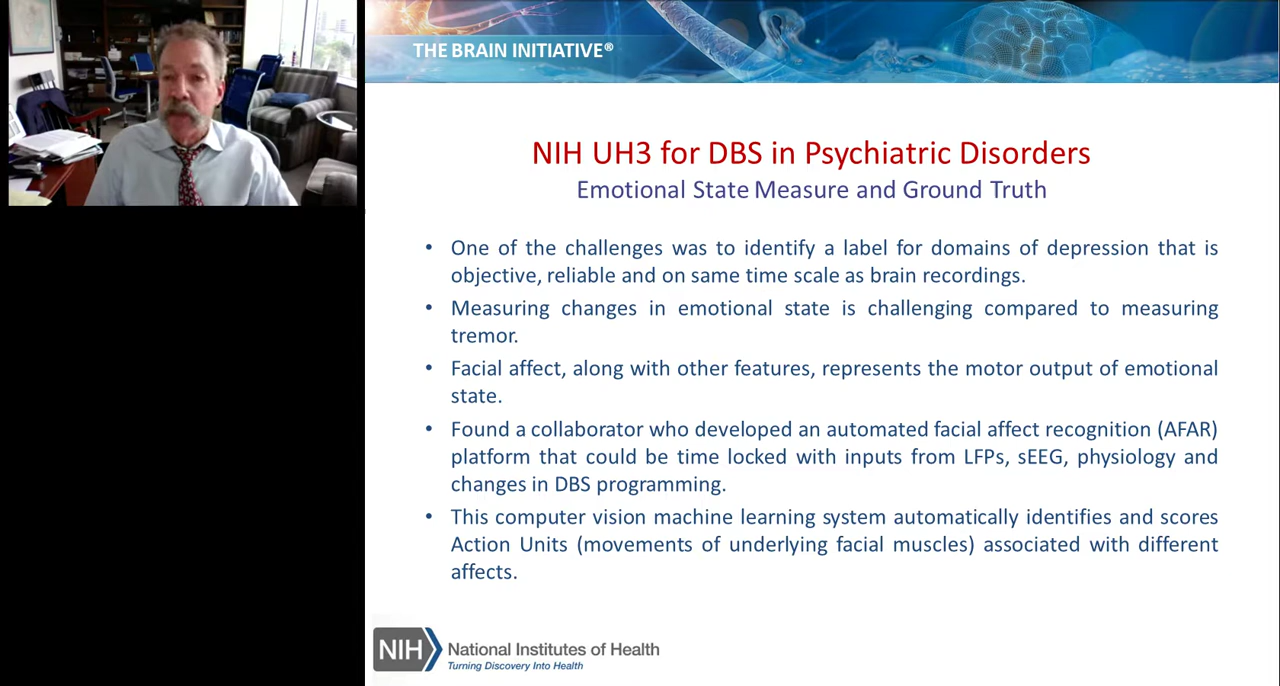 THE BRAIN INITIATIVE®
NIH UH3 for DBS in Psychiatric Disorders
Emotional State Measure and Ground Truth
• One of the challenges was to identify a label for domains of depression that is
objective, reliable and on same time scale as brain recordings.
• Measuring changes in emotional state is challenging compared to measuring
tremor.
• Facial affect, along with other features, represents the motor output of emotional
state.
• Found a collaborator who developed an automated facial affect recognition (AFAR)
platform that could be time locked with inputs from LFPs, sEEG, physiology and
changes in DBS programming.
• This computer vision machine learning system automatically identifies and scores
Action Units (movements of underlying facial muscles) associated with different
affects.
NIH National Institutes of Health
Turning Discovery Into Health